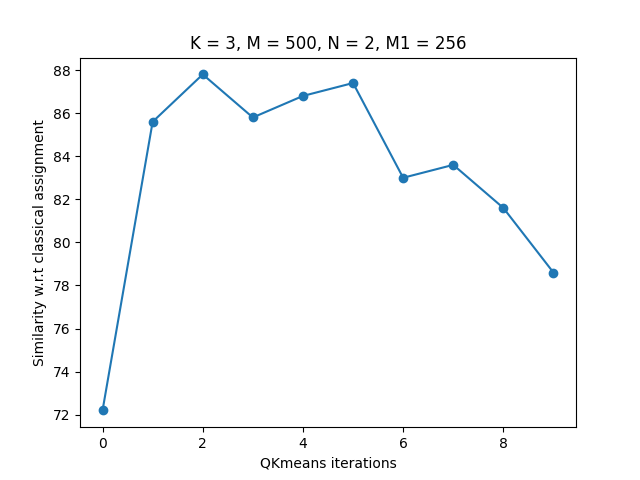 K = 3, M = 500, N = 2, M1 = 256
88
86
84
82
80
78
76
74
72
Similarity w.r.t classical assignment
0 2 4 6 8
QKmeans iterations